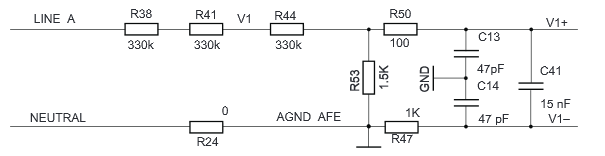 R38 R41 R44 R50
LINE A V1 V1+
330k 330k 330k 100
C13
47pF
R53 1.5K GND C41
C14
15 nF
NEUTRAL 0 AGND AFE 1K 47 pF V1–
R24 R47